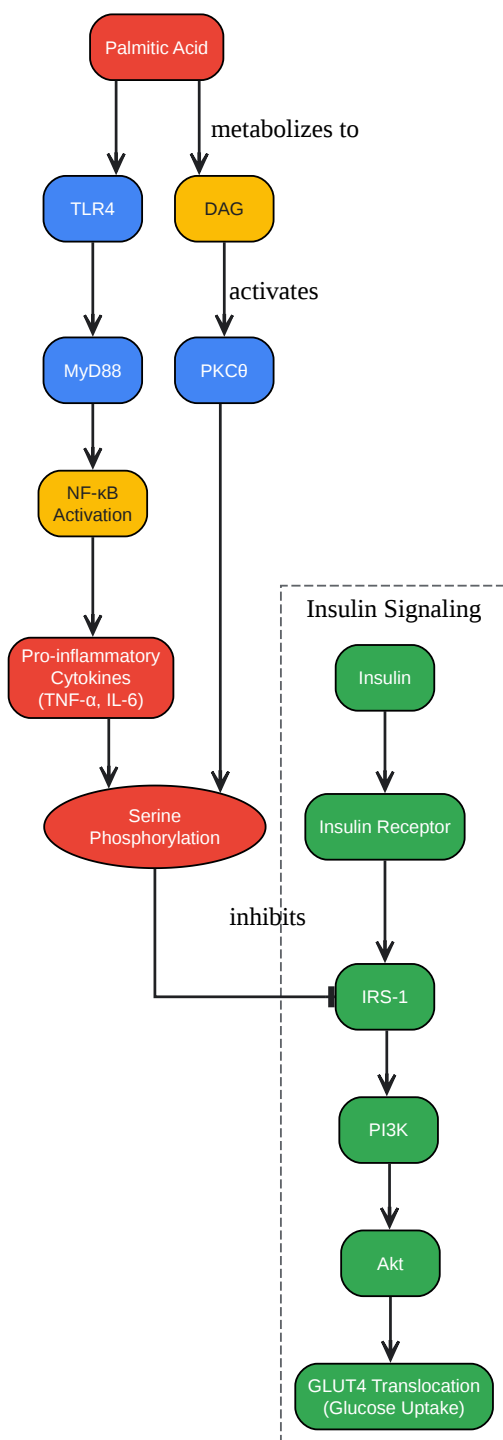 Palmitic Acid
metabolizes to
TLR4
DAG
activates
MyD88
PKCθ
NF-κB
Activation
Insulin Signaling
Pro-inflammatory
Cytokines
(TNF-α, IL-6)
Insulin
Serine
Phosphorylation
Insulin Receptor
inhibits
IRS-1
PI3K
Akt
GLUT4 Translocation
(Glucose Uptake)